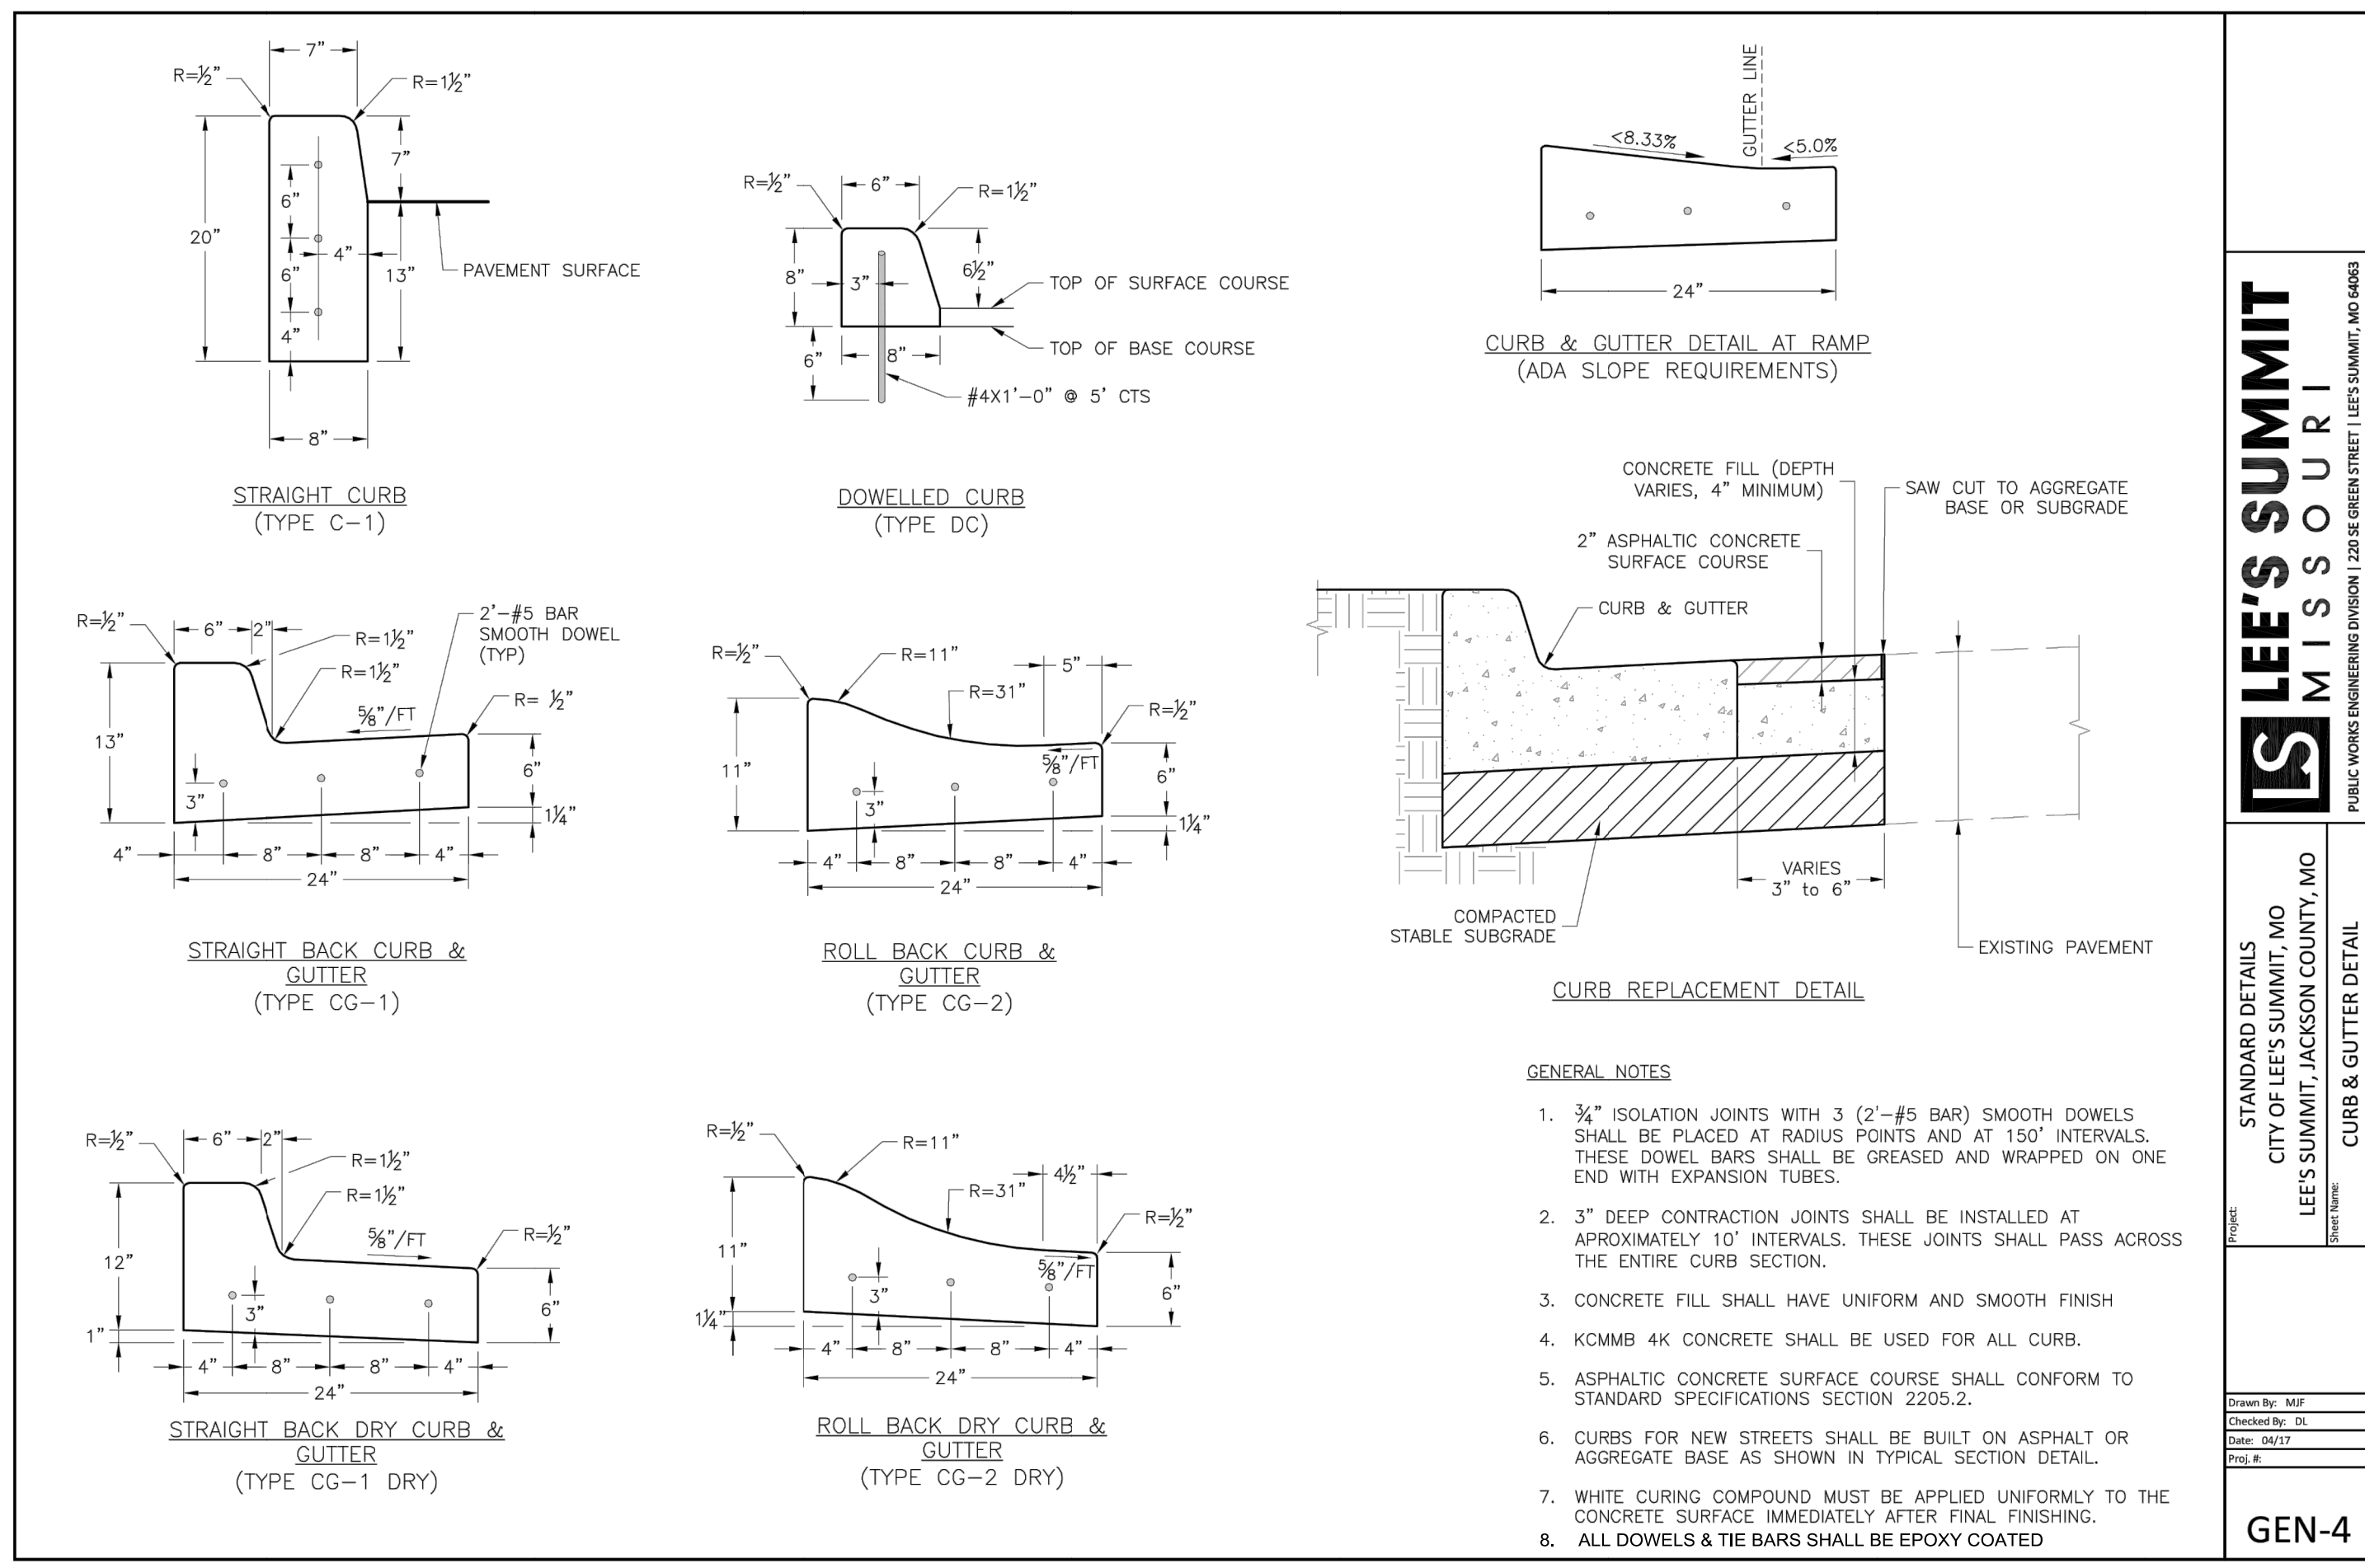 7”
R=½”
R=1½”
7”
6”
20”
4”
6”
13”
PAVEMENT SURFACE
4”
8”
STRAIGHT CURB
(TYPE C-1)
R=½”
6”
R=1½”
8”
3”
6½”
TOP OF SURFACE COURSE
TOP OF BASE COURSE
6”
8”
#4X1'-0” @ 5' CTS
DOWELLED CURB
(TYPE DC)
GUTTER LINE
<8.33%
<5.0%
24”
CURB & GUTTER DETAIL AT RAMP
(ADA SLOPE REQUIREMENTS)
R=½”
6”
2”
R=1½”
R=1½”
2'-#5 BAR
SMOOTH DOWEL
(TYP)
R= ½”
⅝”/FT
13”
6”
3”
1¼”
4”
8”
8”
4”
24”
STRAIGHT BACK CURB &
GUTTER
(TYPE CG-1)
R=½”
R=11”
5”
R=31”
R=½”
11”
⅝”/FT
6”
3”
1¼”
4”
8”
8”
4”
24”
ROLL BACK CURB &
GUTTER
(TYPE CG-2)
CONCRETE FILL (DEPTH
VARIES, 4” MINIMUM)
SAW CUT TO AGGREGATE
BASE OR SUBGRADE
2” ASPHALTIC CONCRETE
SURFACE COURSE
CURB & GUTTER
VARIES
3” to 6”
COMPACTED
STABLE SUBGRADE
EXISTING PAVEMENT
CURB REPLACEMENT DETAIL
R=½”
6”
2”
R=1½”
R=1½”
⅝”/FT
R=½”
12”
3”
6”
1”
4”
8”
8”
4”
24”
STRAIGHT BACK DRY CURB &
GUTTER
(TYPE CG-1 DRY)
R=½”
R=11”
4½”
R=31”
R=½”
11”
⅝”/FT
3”
6”
1¼”
4”
8”
8”
4”
24”
ROLL BACK DRY CURB &
GUTTER
(TYPE CG-2 DRY)
GENERAL NOTES
1. ¾” ISOLATION JOINTS WITH 3 (2'-#5 BAR) SMOOTH DOWELS
SHALL BE PLACED AT RADIUS POINTS AND AT 150' INTERVALS.
THESE DOWEL BARS SHALL BE GREASED AND WRAPPED ON ONE
END WITH EXPANSION TUBES.
2. 3” DEEP CONTRACTION JOINTS SHALL BE INSTALLED AT
APROXIMATELY 10' INTERVALS. THESE JOINTS SHALL PASS ACROSS
THE ENTIRE CURB SECTION.
3. CONCRETE FILL SHALL HAVE UNIFORM AND SMOOTH FINISH
4. KCMMB 4K CONCRETE SHALL BE USED FOR ALL CURB.
5. ASPHALTIC CONCRETE SURFACE COURSE SHALL CONFORM TO
STANDARD SPECIFICATIONS SECTION 2205.2.
6. CURBS FOR NEW STREETS SHALL BE BUILT ON ASPHALT OR
AGGREGATE BASE AS SHOWN IN TYPICAL SECTION DETAIL.
7. WHITE CURING COMPOUND MUST BE APPLIED UNIFORMLY TO THE
CONCRETE SURFACE IMMEDIATELY AFTER FINAL FINISHING.
8. ALL DOWELS & TIE BARS SHALL BE EPOXY COATED
LS
LEE'S SUMMIT
MISSOURI
PUBLIC WORKS ENGINEERING DIVISION | 220 SE GREEN STREET | LEE'S SUMMIT, MO 64063
Project:
STANDARD DETAILS
CITY OF LEE'S SUMMIT, MO
LEE'S SUMMIT, JACKSON COUNTY, MO
Sheet Name:
CURB & GUTTER DETAIL
Drawn By: MJF
Checked By: DL
Date: 04/17
Proj. #:
GEN-4